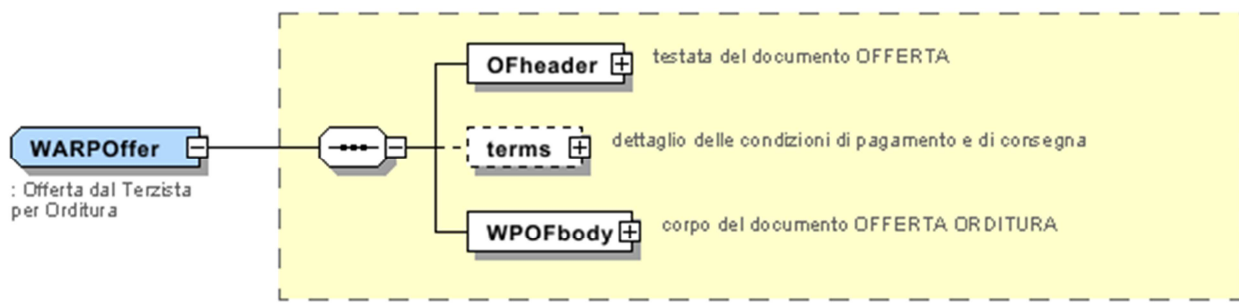 OFheader
testata del documento OFFERTA
WARPOffer
terms
dettaglio delle condizioni di pagamento e di consegna
: Offerta dal Terzista
per Orditura
WPOFbody
corpo del documento OFFERTA ORDITURA